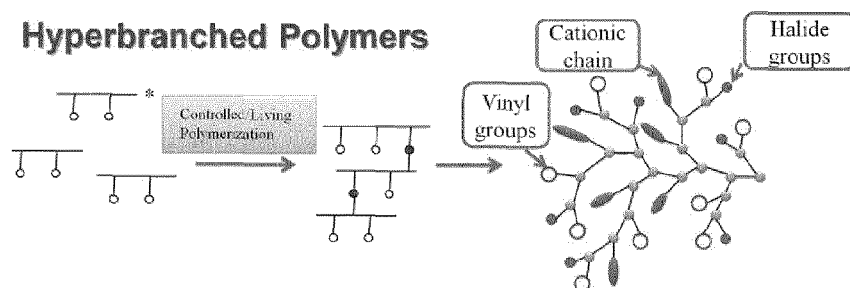 Hyperbranched Polymers
Cationic
chain
Halide
groups
Vinyl
groups
*
Controlled/Living
Polymerization